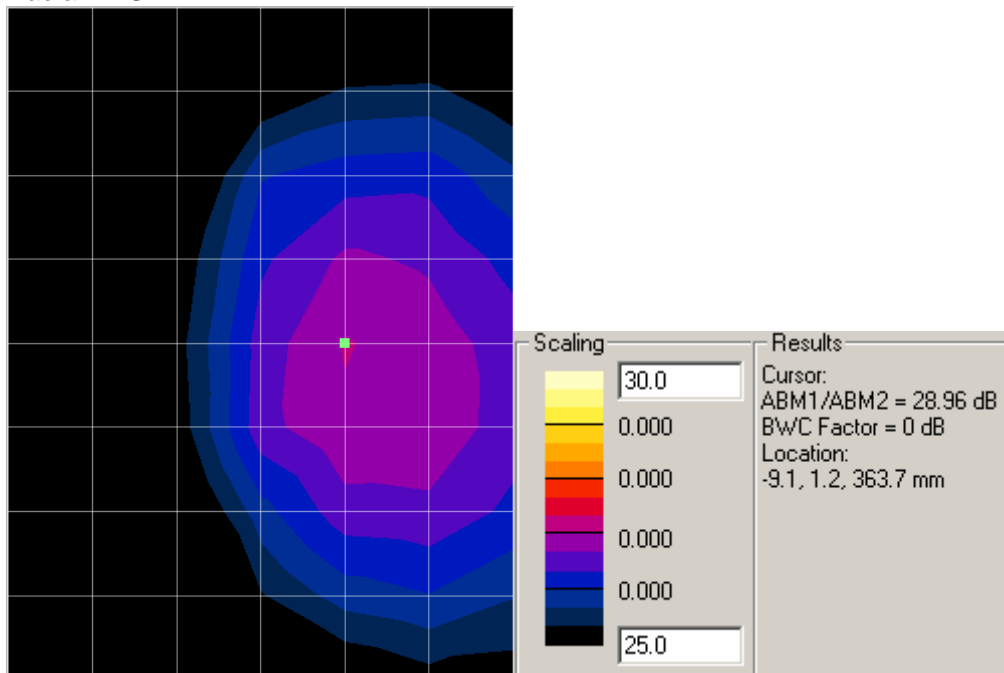 Scaling
30.0
0.000
0.000
0.000
0.000
25.0
Results
Cursor:
ABM1/ABM2 = 28.96 dB
BWC Factor = 0 dB
Location:
-9.1, 1.2, 363.7 mm